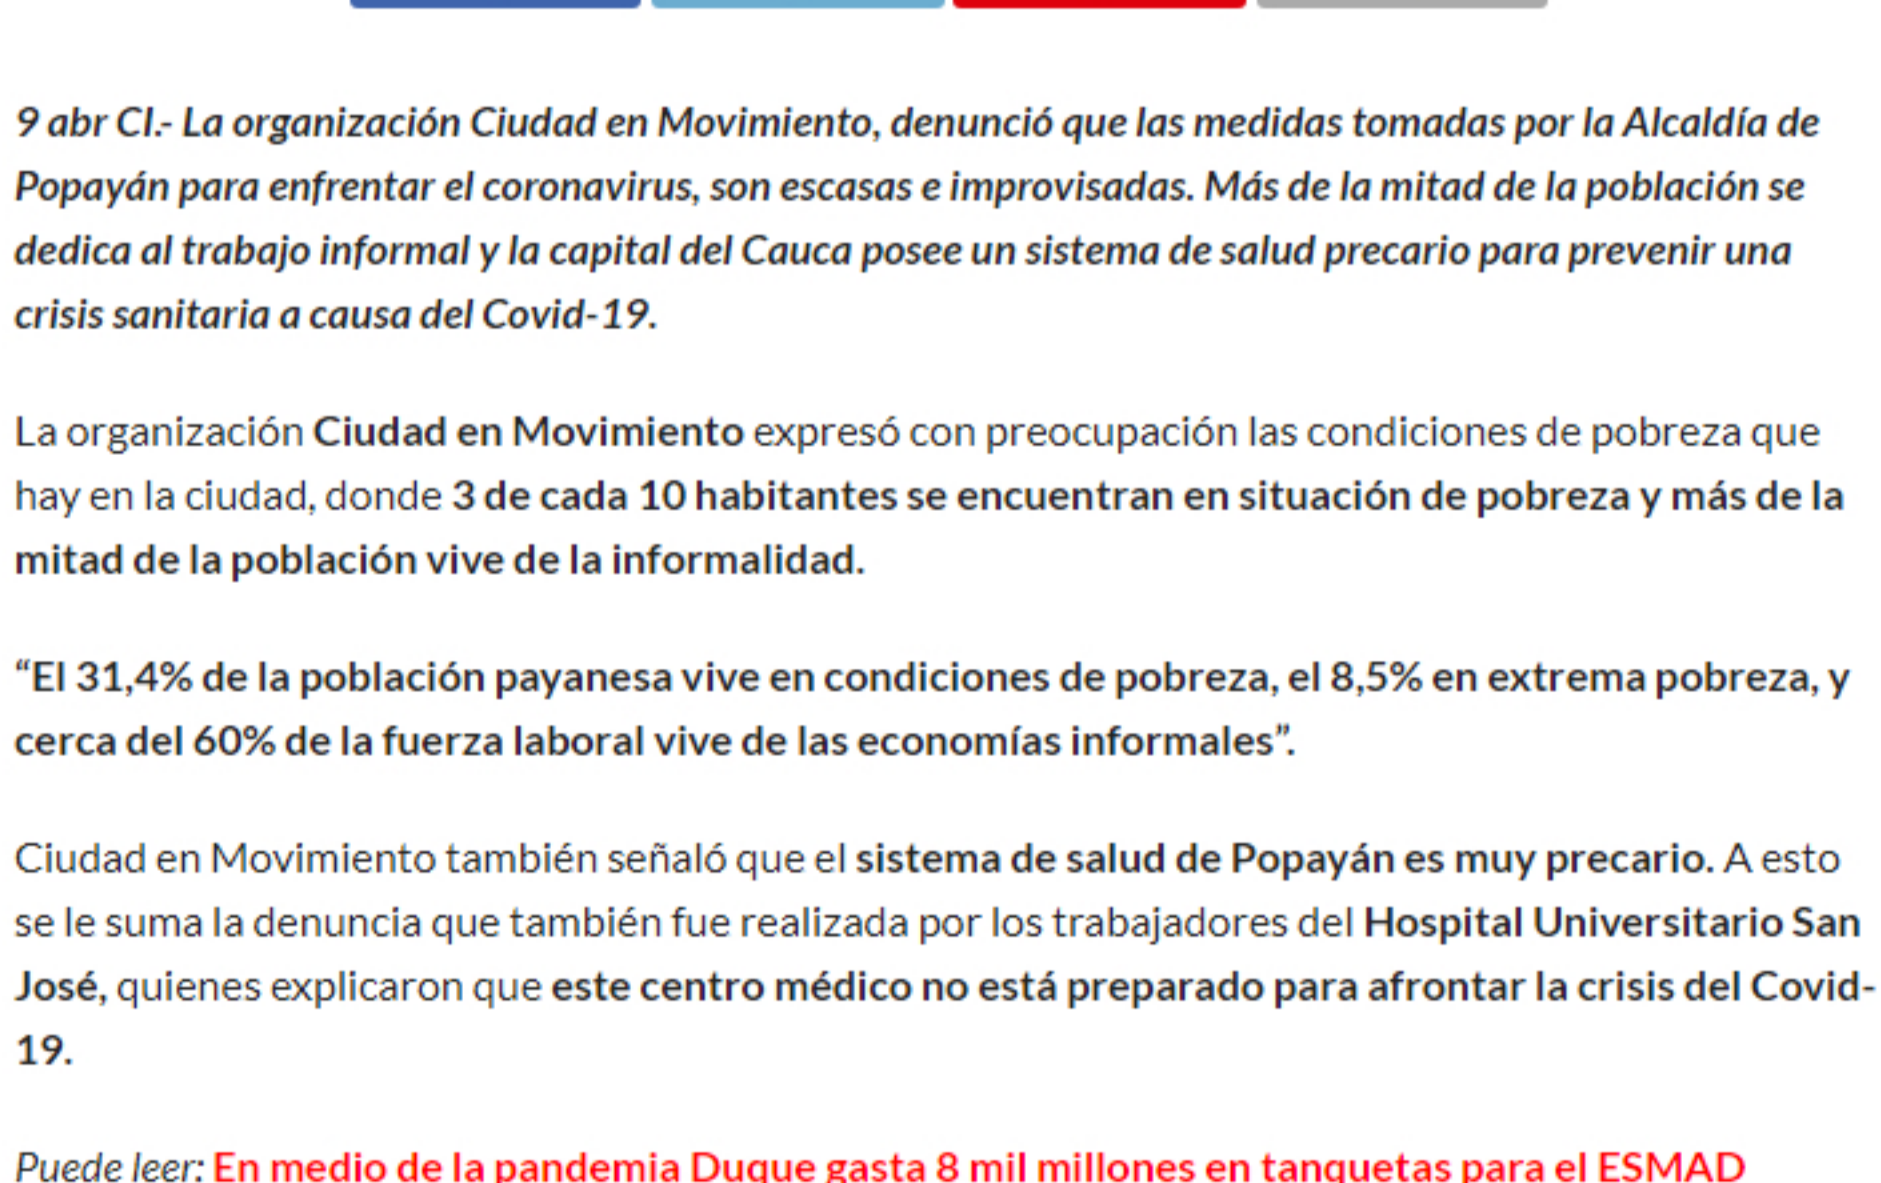 9 abr CI.- La organización Ciudad en Movimiento, denunció que las medidas tomadas por la Alcaldía de
Popayán para enfrentar el coronavirus, son escasas e improvisadas. Más de la mitad de la población se
dedica al trabajo informal y la capital del Cauca posee un sistema de salud precario para prevenir una
crisis sanitaria a causa del Covid-19.
La organización Ciudad en Movimiento expresó con preocupación las condiciones de pobreza que
hay en la ciudad, donde 3 de cada 10 habitantes se encuentran en situación de pobreza y más de la
mitad de la población vive de la informalidad.
“El 31,4% de la población payanesa vive en condiciones de pobreza, el 8,5% en extrema pobreza, y
cerca del 60% de la fuerza laboral vive de las economías informales”.
Ciudad en Movimiento también señaló que el sistema de salud de Popayán es muy precario. A esto
se le suma la denuncia que también fue realizada por los trabajadores del Hospital Universitario San
José, quienes explicaron que este centro médico no está preparado para afrontar la crisis del Covid-
19.
Puede leer: En medio de la pandemia Duque gasta 8 mil millones en tanquetas para el ESMAD